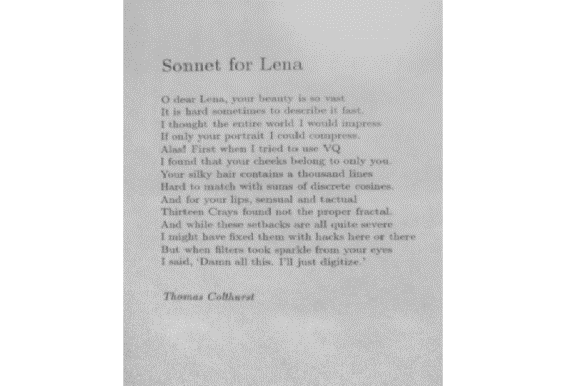 Sonnet for Lena
O dear Lena, your beauty is so vast
It is hard sometimes to describe it fast.
I thought the entire world I would impress
If only your portrait I could compress.
Alas! First when I tried to use VQ
I found that your cheeks belong to only you.
Your silky hair contains a thousand lines
Hard to match with sums of discrete cosines.
And for your lips, sensual and tactual
Thirteen Crays found not the proper fractal.
And while these setbacks are all quite severe
I might have fixed them with hacks here or there
But when filters took sparkle from your eyes
I said, 'Damn all this. I'll just digitize.'
Thomas Colthurst